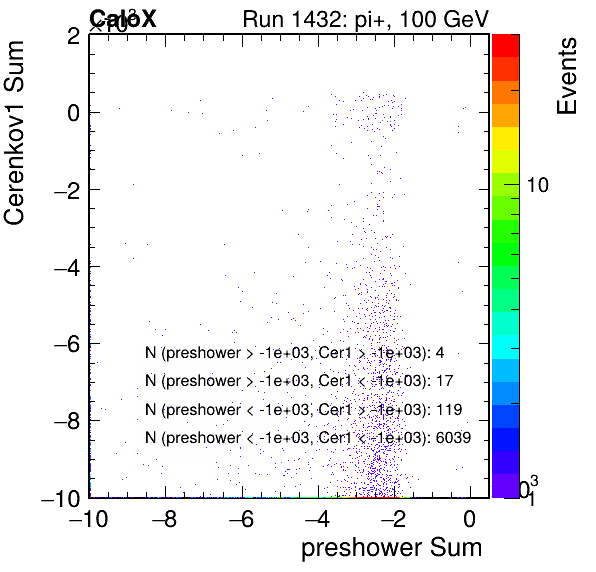 CaloX
Run 1432: pi+, 100 GeV
×10³
2
0
−2
−4
−6
−8
−10
Cerenkov1 Sum
N (preshower > -1e+03, Cer1 > -1e+03): 4
N (preshower > -1e+03, Cer1 < -1e+03): 17
N (preshower < -1e+03, Cer1 > -1e+03): 119
N (preshower < -1e+03, Cer1 < -1e+03): 6039
−10
−8
−6
−4
−2
0
preshower Sum
Events
10
1